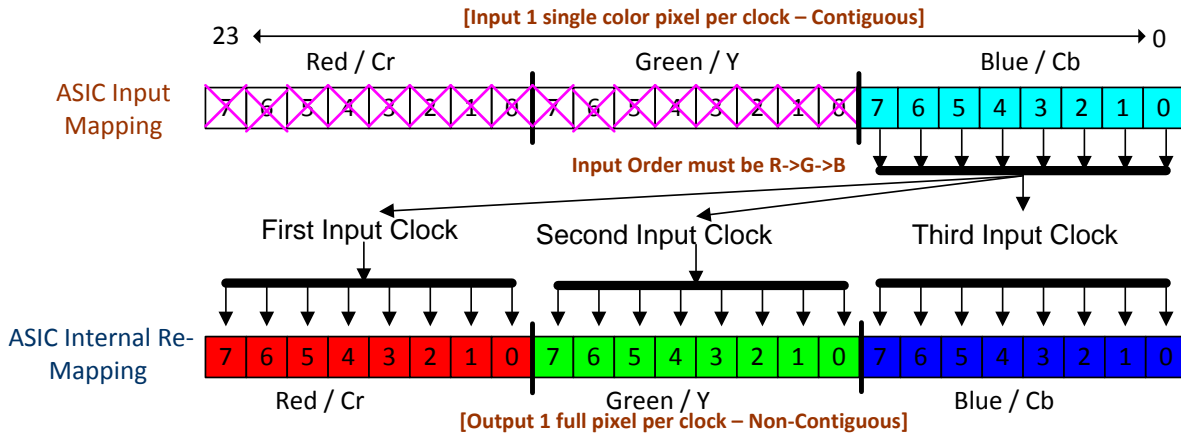 [Input 1 single color pixel per clock – Contiguous]
23 0
Red / Cr Green / Y Blue / Cb
ASIC Input Mapping
7 6 5 4 3 2 1 0 7 6 5 4 3 2 1 0 7 6 5 4 3 2 1 0
Input Order must be R->G->B
First Input Clock Second Input Clock Third Input Clock
ASIC Internal Re-
Mapping
7 6 5 4 3 2 1 0 7 6 5 4 3 2 1 0 7 6 5 4 3 2 1 0
Red / Cr Green / Y Blue / Cb
[Output 1 full pixel per clock – Non-Contiguous]